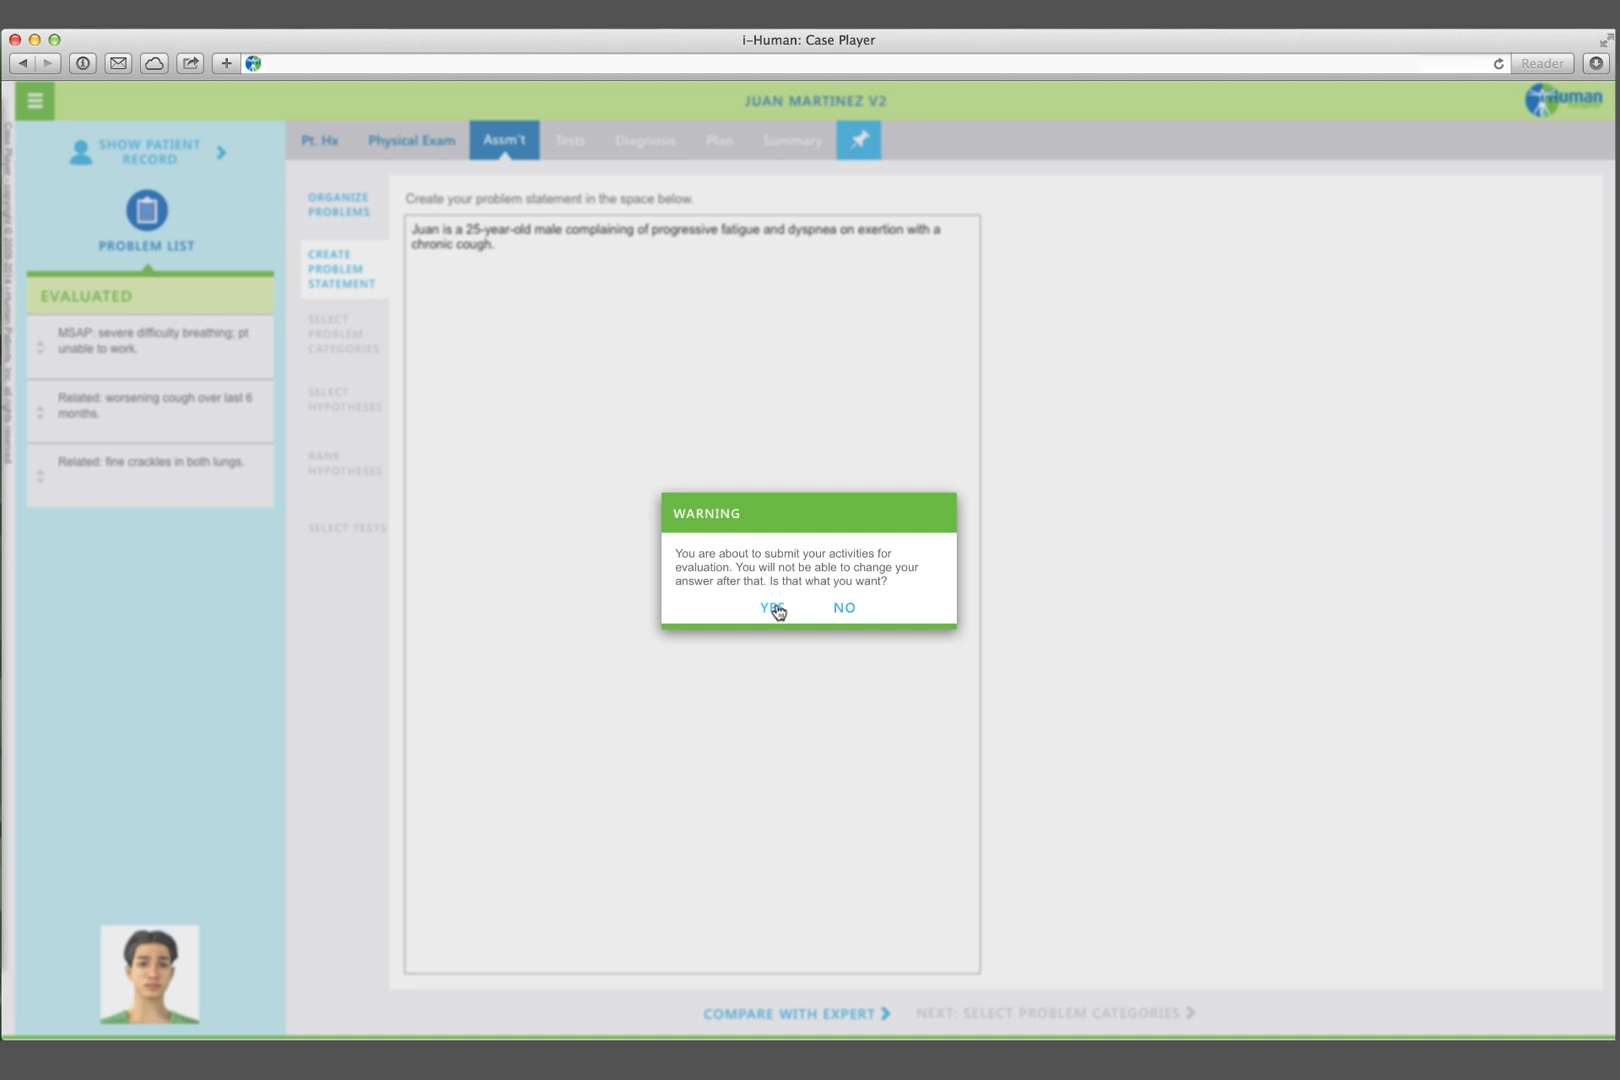 i-Human: Case Player
Reader
JUAN MARTINEZ V2
Human
SHOW PATIENT
RECORD
Pt. Hx
Physical Exam
Assm't
Tests
Diagnosis
Plan
Summary
PROBLEM LIST
EVALUATED
MSAP: severe difficulty breathing; pt
unable to work.
Related: worsening cough over last 6
months.
Related: fine crackles in both lungs.
ORGANIZE
PROBLEMS
CREATE
PROBLEM
STATEMENT
SELECT
PROBLEM
CATEGORIES
SELECT
HYPOTHESES
RANK
HYPOTHESES
SELECT TESTS
Create your problem statement in the space below.
Juan is a 25-year-old male complaining of progressive fatigue and dyspnea on exertion with a
chronic cough.
WARNING
You are about to submit your activities for
evaluation. You will not be able to change your
answer after that. Is that what you want?
YES
NO
COMPARE WITH EXPERT
NEXT: SELECT PROBLEM CATEGORIES